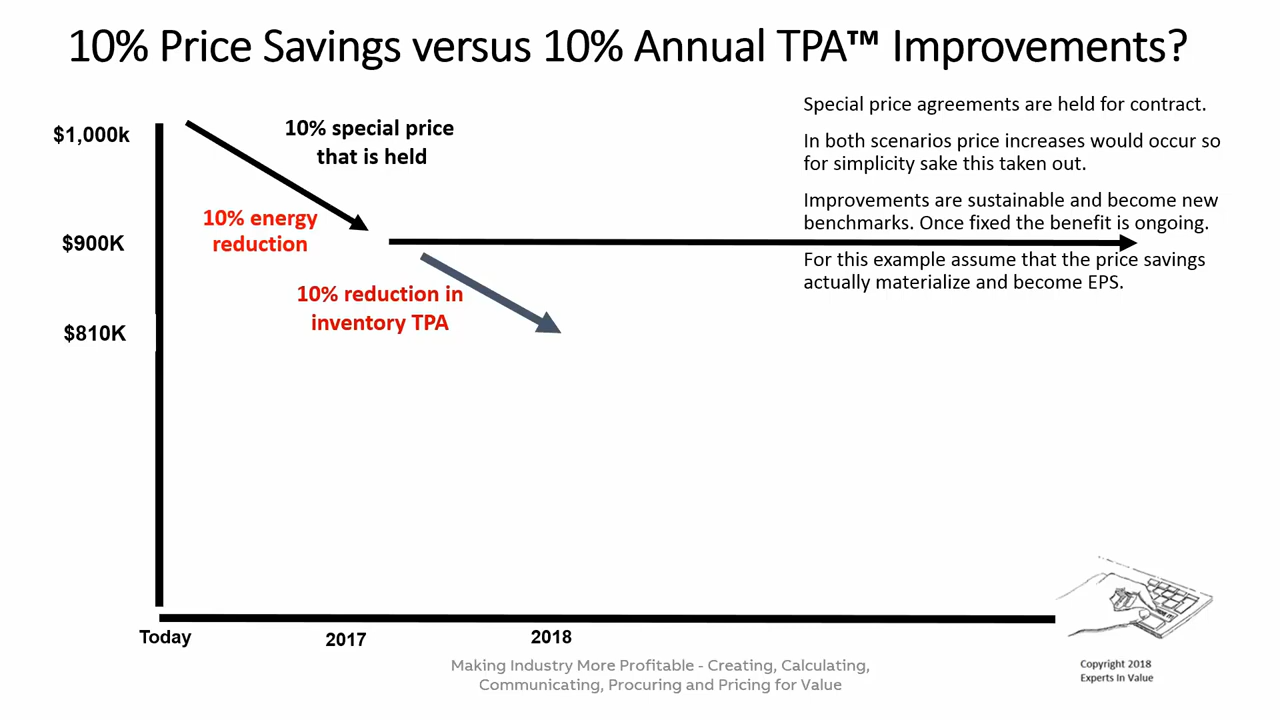 10% Price Savings versus 10% Annual TPA™ Improvements?
Special price agreements are held for contract.
In both scenarios price increases would occur so
for simplicity sake this taken out.
Improvements are sustainable and become new
benchmarks. Once fixed the benefit is ongoing.
For this example assume that the price savings
actually materialize and become EPS.
$1,000k
10% special price
that is held
10% energy
reduction
$900K
10% reduction in
inventory TPA
$810K
Today
2017
2018
Making Industry More Profitable - Creating, Calculating,
Communicating, Procuring and Pricing for Value
Copyright 2018
Experts In Value